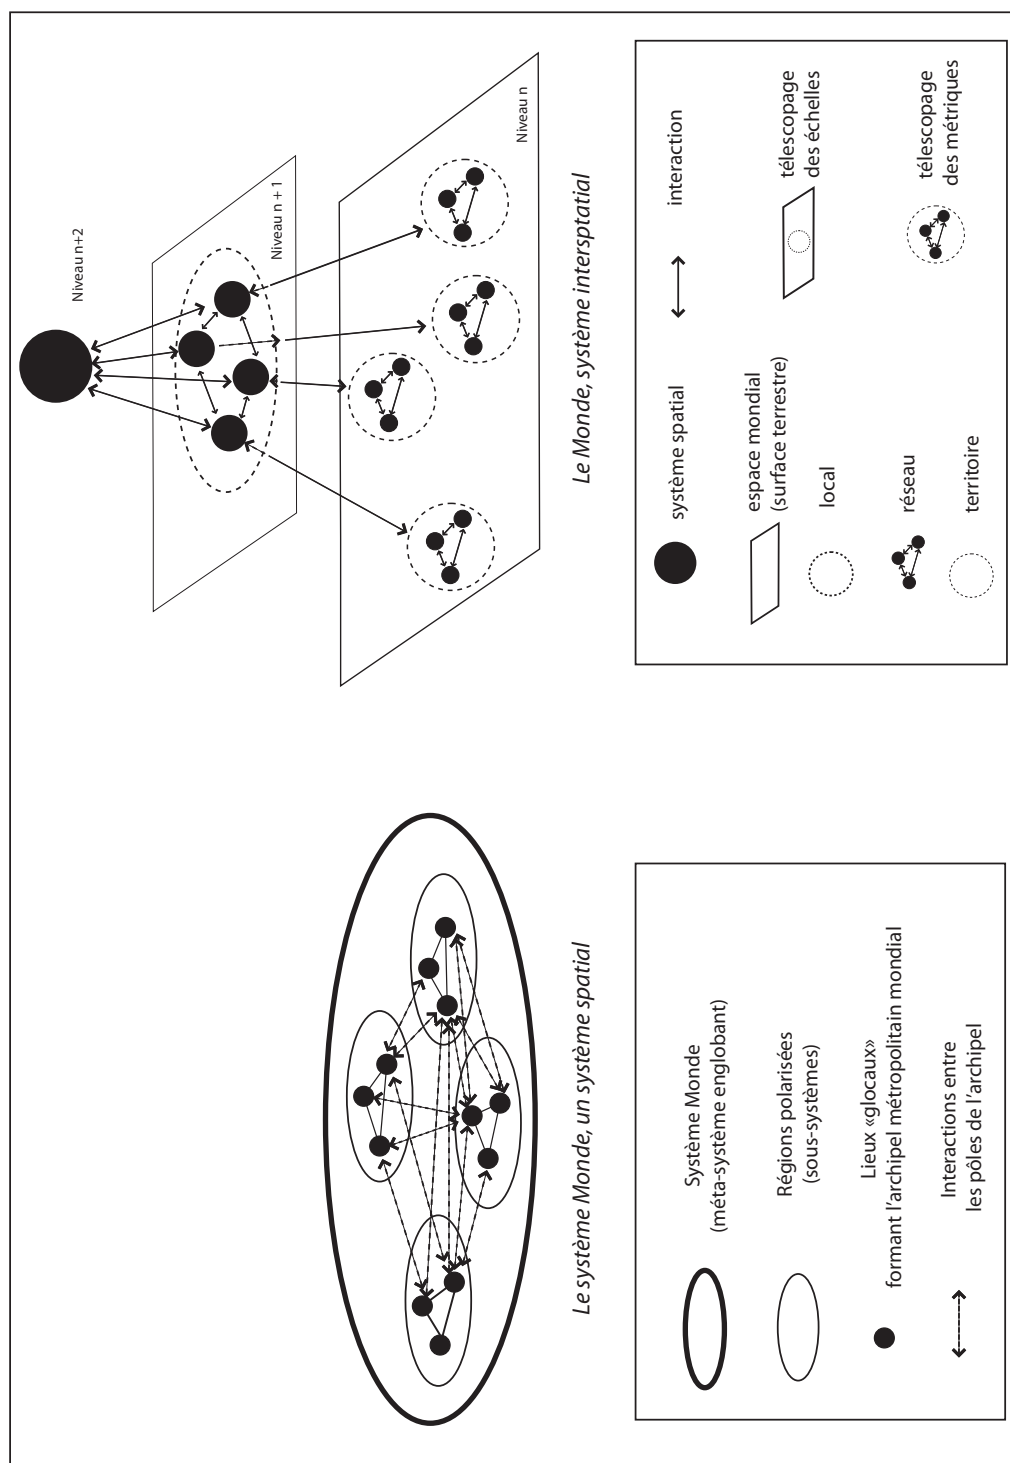 Le système Monde, un système spatial
Système Monde
(méta-système englobant)
Régions polarisées
(sous-systèmes)
Lieux «glocaux»
formant l'archipel métropolitain mondial
Interactions entre
les pôles de l'archipel
Niveau n+2
Niveau n + 1
Niveau n
Le Monde, système intersptatial
système spatial
interaction
espace mondial
(surface terrestre)
télescopage
des échelles
local
réseau
télescopage
des métriques
territoire